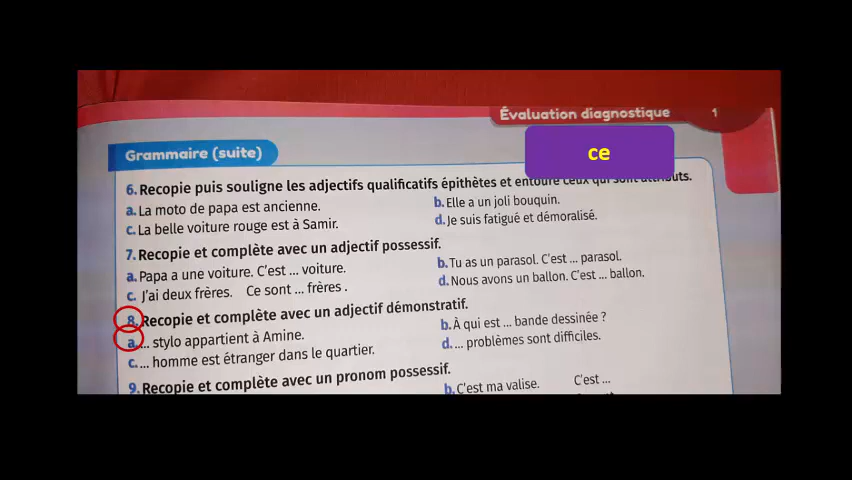 Évaluation diagnostique 1
Grammaire (suite)
ce
6. Recopie puis souligne les adjectifs qualificatifs épithètes et entoure ceux qui sont attributs.
a. La moto de papa est ancienne.
b. Elle a un joli bouquin.
c. La belle voiture rouge est à Samir.
d. Je suis fatigué et démoralisé.
7. Recopie et complète avec un adjectif possessif.
a. Papa a une voiture. C'est ... voiture.
b. Tu as un parasol. C'est ... parasol.
c. J'ai deux frères. Ce sont ... frères .
d. Nous avons un ballon. C'est ... ballon.
8. Recopie et complète avec un adjectif démonstratif.
a. ... stylo appartient à Amine.
b. À qui est ... bande dessinée ?
c. ... homme est étranger dans le quartier.
d. ... problèmes sont difficiles.
9. Recopie et complète avec un pronom possessif.
b. C'est ma valise. C'est ...